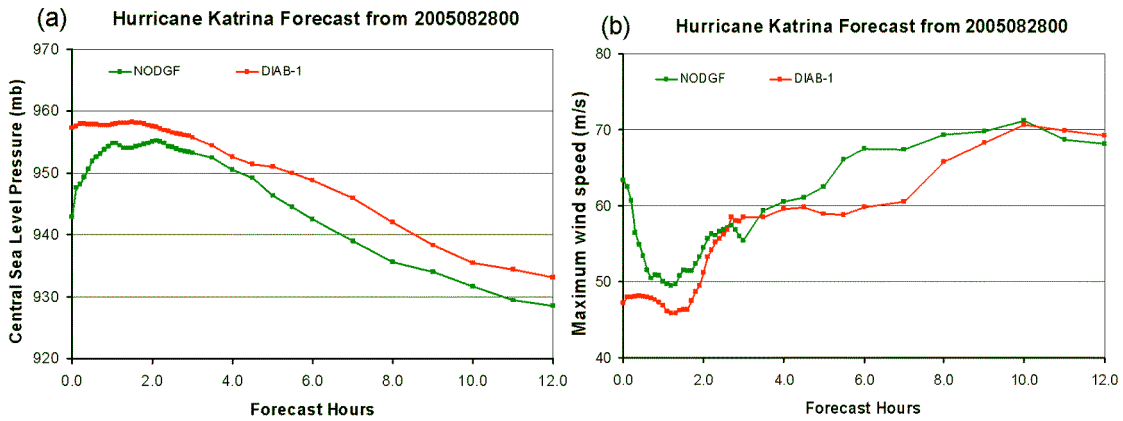 (a) Hurricane Katrina Forecast from 2005082800
970
NODGF DIAB-1
960
950
940
930
920
Central Sea Level Pressure (mb)
0.0 2.0 4.0 6.0 8.0 10.0 12.0
Forecast Hours
(b) Hurricane Katrina Forecast from 2005082800
80
NODGF DIAB-1
70
60
50
40
Maximum wind speed (m/s)
0.0 2.0 4.0 6.0 8.0 10.0 12.0
Forecast Hours